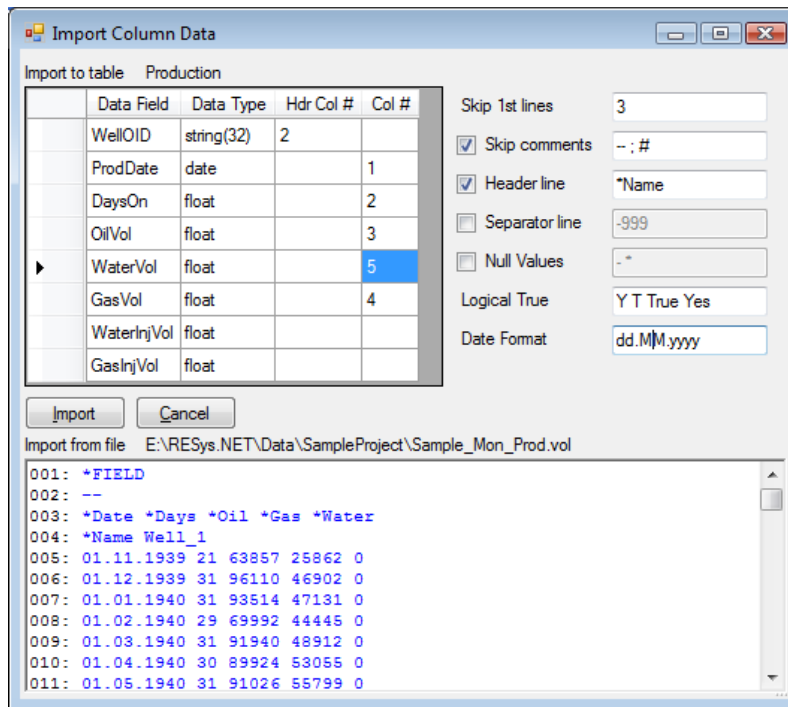 Import Column Data
Import to table Production
Data Field Data Type Hdr Col # Col #
WellOID string(32) 2
ProdDate date 1
DaysOn float 2
OilVol float 3
WaterVol float 5
GasVol float 4
WaterInjVol float
GasInjVol float
Skip 1st lines 3
Skip comments -- ; #
Header line *Name
Separator line -999
Null Values - *
Logical True Y T True Yes
Date Format dd.MM.yyyy
Import Cancel
Import from file E:\RESys.NET\Data\SampleProject\Sample_Mon_Prod.vol
001: *FIELD
002: --
003: *Date *Days *Oil *Gas *Water
004: *Name Well_1
005: 01.11.1939 21 63857 25862 0
006: 01.12.1939 31 96110 46902 0
007: 01.01.1940 31 93514 47131 0
008: 01.02.1940 29 69992 44445 0
009: 01.03.1940 31 91940 48912 0
010: 01.04.1940 30 89924 53055 0
011: 01.05.1940 31 91026 55799 0